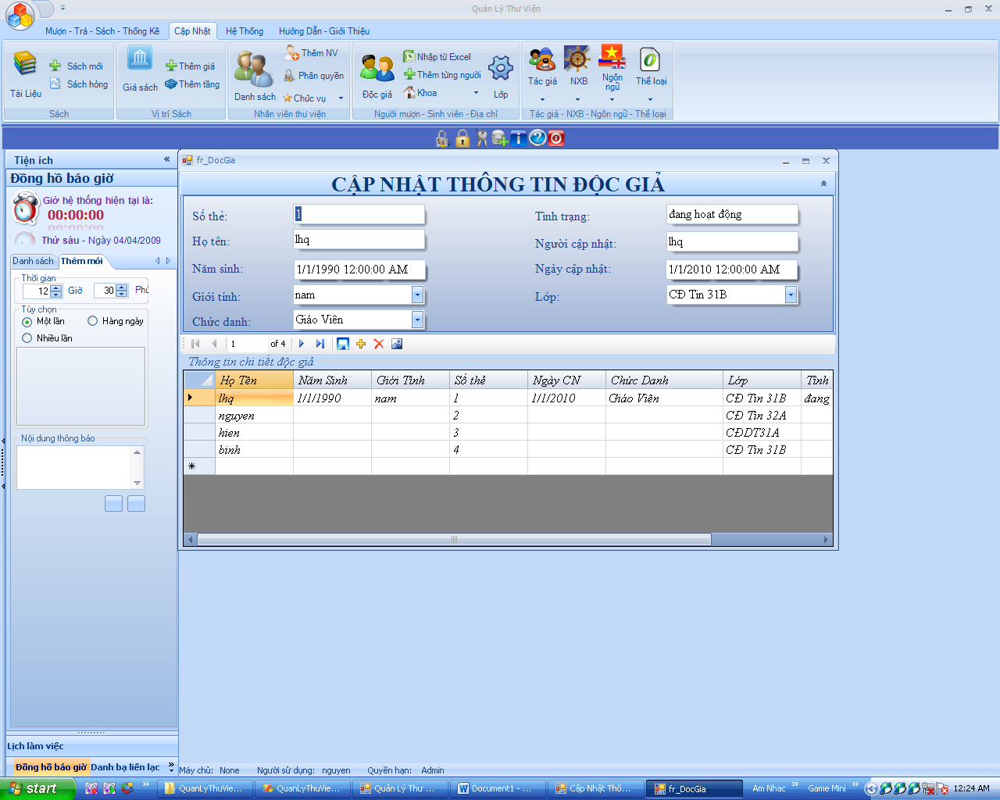 Quản Lý Thư Viện
Mượn - Trả - Sách - Thống Kê
Cập Nhật
Hệ Thống
Hướng Dẫn - Giới Thiệu
Tài Liệu
Sách mới
Sách hỏng
Sách
Giá sách
Thêm giá
Thêm tầng
Vị trí Sách
Danh sách
Thêm NV
Phân quyền
Chức vụ
Nhân viên thư viện
Độc giả
Nhập từ Excel
Thêm từng người
Khoa
Lớp
Người mượn - Sinh viên - Địa chỉ
Tác giả
NXB
Ngôn ngữ
Thể loại
Tác giả - NXB - Ngôn ngữ - Thể loại
Tiện ích
Đồng hồ báo giờ
Giờ hệ thống hiện tại là:
00:00:00
Thứ sáu - Ngày 04/04/2009
Danh sách
Thêm mới
Thời gian
12 Giờ 30 Phú
Tùy chọn
Một lần
Hàng ngày
Nhiều lần
Nội dung thông báo
Lịch làm việc
Đồng hồ báo giờ
Danh bạ liên lạc
fr_DocGia
CẬP NHẬT THÔNG TIN ĐỘC GIẢ
Số thẻ: 1
Họ tên: lhq
Năm sinh: 1/1/1990 12:00:00 AM
Giới tính: nam
Chức danh: Giáo Viên
Tình trạng: đang hoạt động
Người cập nhật: lhq
Ngày cập nhật: 1/1/2010 12:00:00 AM
Lớp: CĐ Tin 31B
1 of 4
Thông tin chi tiết độc giả
Họ Tên Năm Sinh Giới Tính Số thẻ Ngày CN Chức Danh Lớp Tình
lhq 1/1/1990 nam 1 1/1/2010 Giáo Viên CĐ Tin 31B đang
nguyen 2 CĐ Tin 32A
hien 3 CĐDT31A
binh 4 CĐ Tin 31B
Máy chủ: None Người sử dụng: nguyen Quyền hạn: Admin
start
QuanLyThuVie...
QuanLyThuVie...
Quản Lý Thư ...
Document1 - ...
Cập Nhật Thô...
fr_DocGia
Am Nhac
Game Mini
12:24 AM